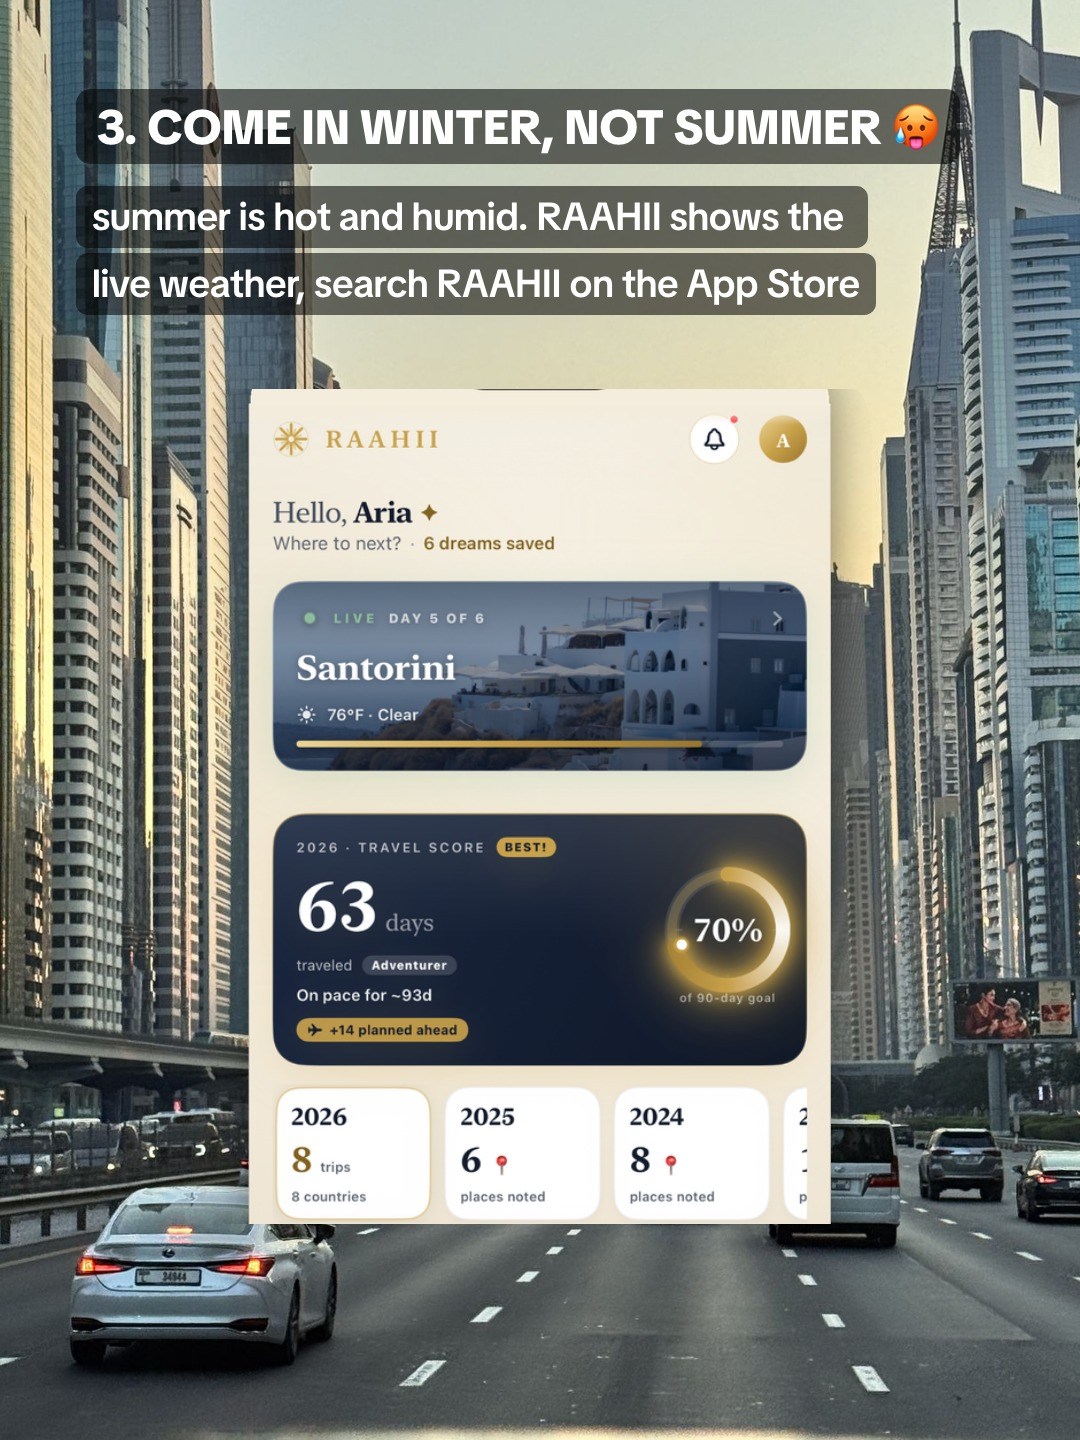 3. COME IN WINTER, NOT SUMMER 🥵
summer is hot and humid. RAAHII shows the
live weather, search RAAHII on the App Store
RAAHII
A
Hello, Aria ✦
Where to next? · 6 dreams saved
LIVE DAY 5 OF 6
Santorini
76°F · Clear
2026 · TRAVEL SCORE BEST!
63 days
70%
traveled Adventurer
On pace for ~93d
of 90-day goal
+14 planned ahead
2026
8 trips
8 countries
2025
6 📍
places noted
2024
8 📍
places noted
34944